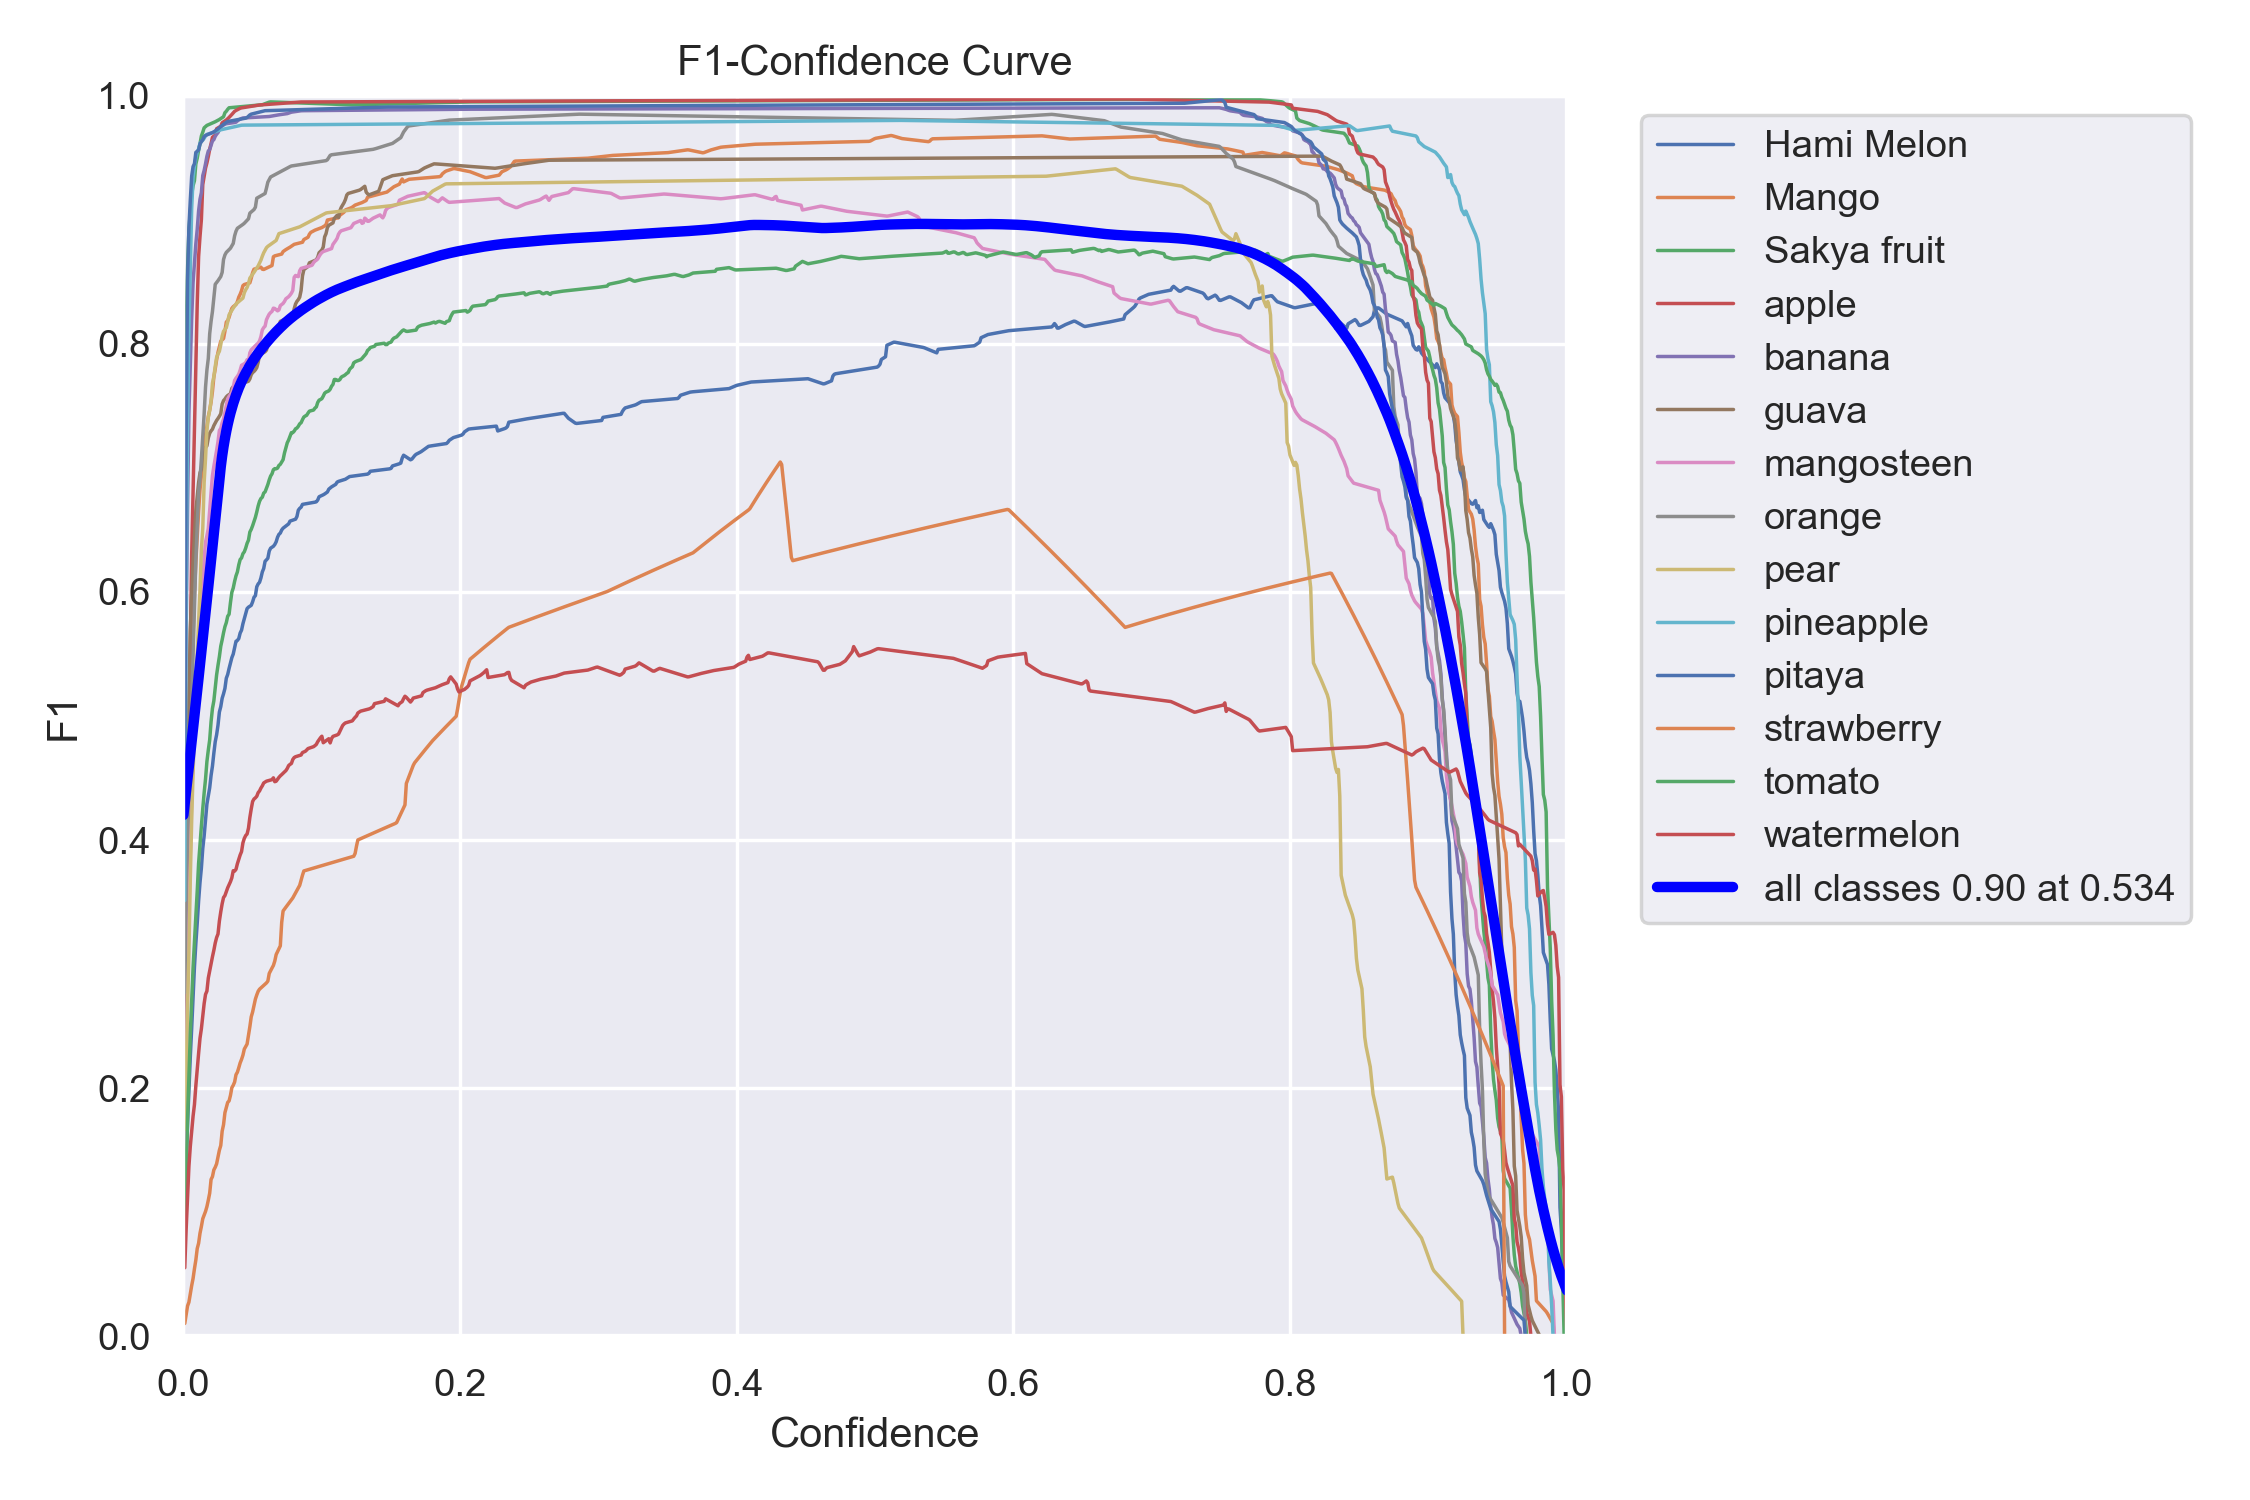 F1-Confidence Curve
1.0
0.8
0.6
0.4
0.2
0.0
F1
0.0 0.2 0.4 0.6 0.8 1.0
Confidence
Hami Melon
Mango
Sakya fruit
apple
banana
guava
mangosteen
orange
pear
pineapple
pitaya
strawberry
tomato
watermelon
all classes 0.90 at 0.534